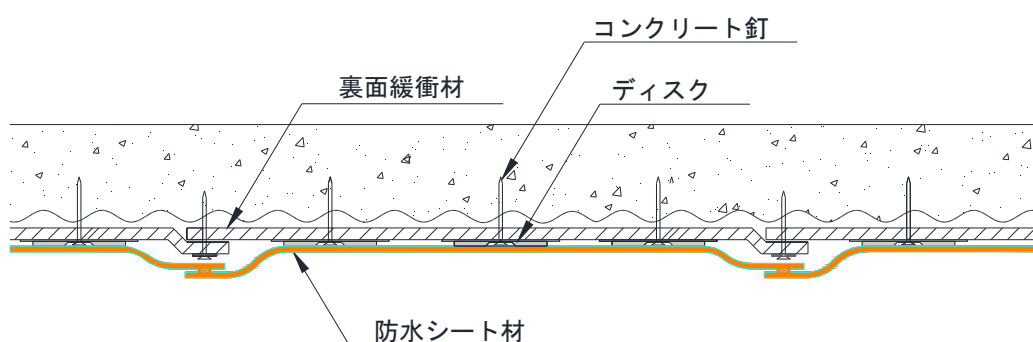 コンクリート釘
裏面緩衝材
ディスク
防水シート材